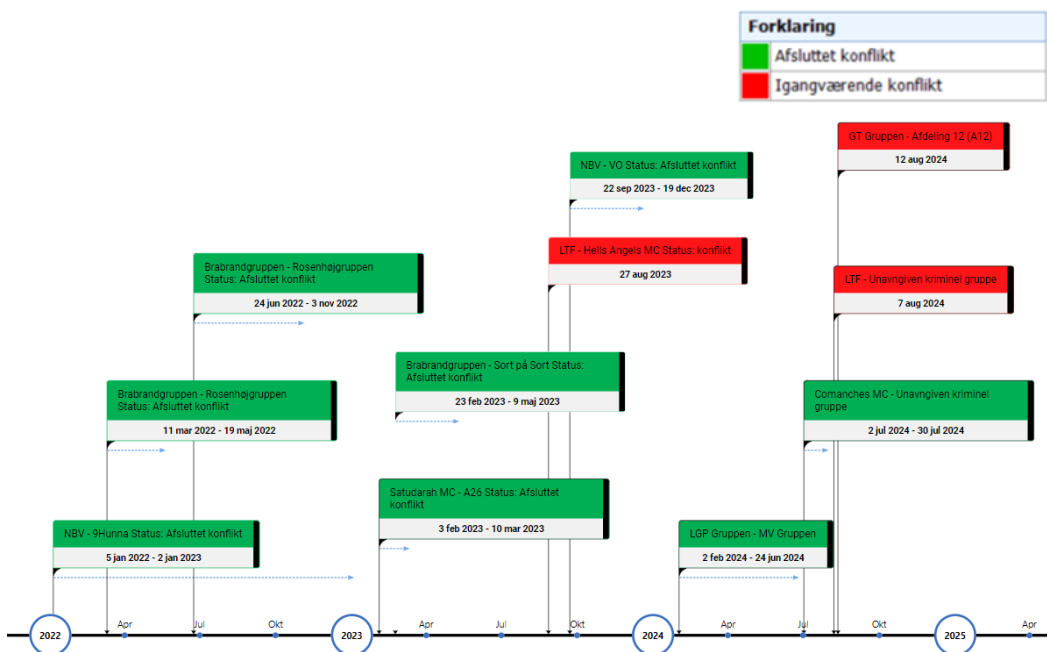 Forklaring
Afsluttet konflikt
Igangværende konflikt
GT Gruppen - Afdeling 12 (A12)
12 aug 2024
NBV - VO Status: Afsluttet konflikt
22 sep 2023 - 19 dec 2023
LTF - Hells Angels MC Status: konflikt
27 aug 2023
Brabrandgruppen - Rosenhøjgruppen
Status: Afsluttet konflikt
24 jun 2022 - 3 nov 2022
LTF - Unavngiven kriminel gruppe
7 aug 2024
Brabrandgruppen - Sort på Sort Status:
Afsluttet konflikt
23 feb 2023 - 9 maj 2023
Brabrandgruppen - Rosenhøjgruppen
Status: Afsluttet konflikt
11 mar 2022 - 19 maj 2022
Comanches MC - Unavngiven kriminel
gruppe
2 jul 2024 - 30 jul 2024
Satudarah MC - A26 Status: Afsluttet
konflikt
3 feb 2023 - 10 mar 2023
NBV - 9Hunna Status: Afsluttet konflikt
5 jan 2022 - 2 jan 2023
LGP Gruppen - MV Gruppen
2 feb 2024 - 24 jun 2024
2022 Apr Jul Okt 2023 Apr Jul Okt 2024 Apr Jul Okt 2025 Apr